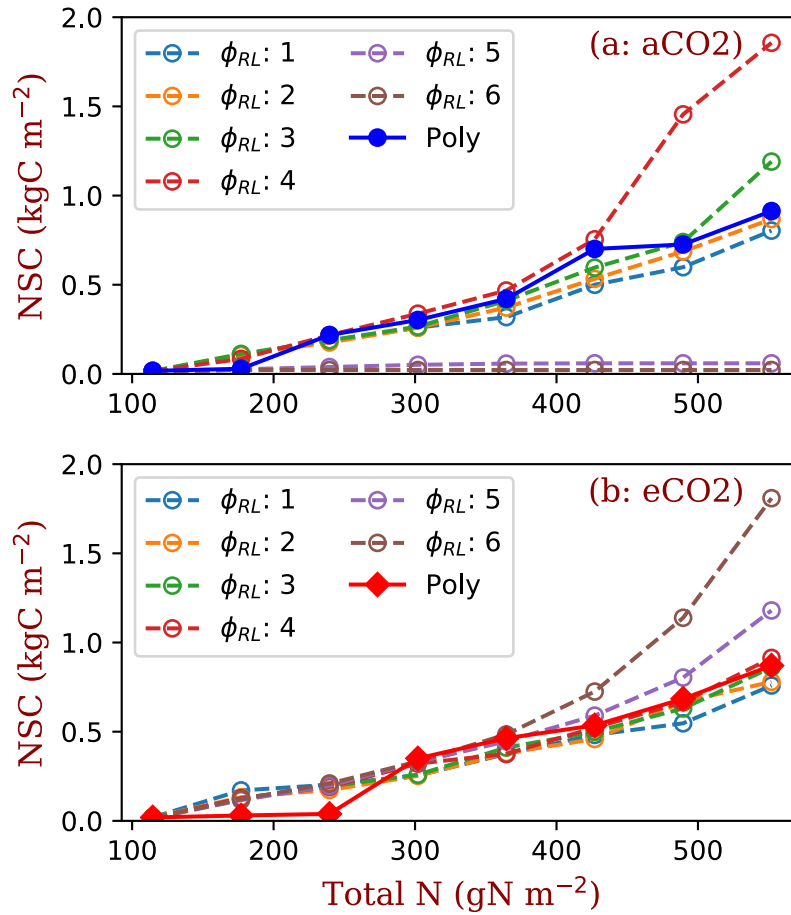 2.0
1.5
1.0
0.5
0.0
NSC (kgC m⁻²)
(a: aCO2)
ϕRL: 1
ϕRL: 2
ϕRL: 3
ϕRL: 4
ϕRL: 5
ϕRL: 6
Poly
100 200 300 400 500
2.0
1.5
1.0
0.5
0.0
NSC (kgC m⁻²)
(b: eCO2)
ϕRL: 1
ϕRL: 2
ϕRL: 3
ϕRL: 4
ϕRL: 5
ϕRL: 6
Poly
100 200 300 400 500
Total N (gN m⁻²)